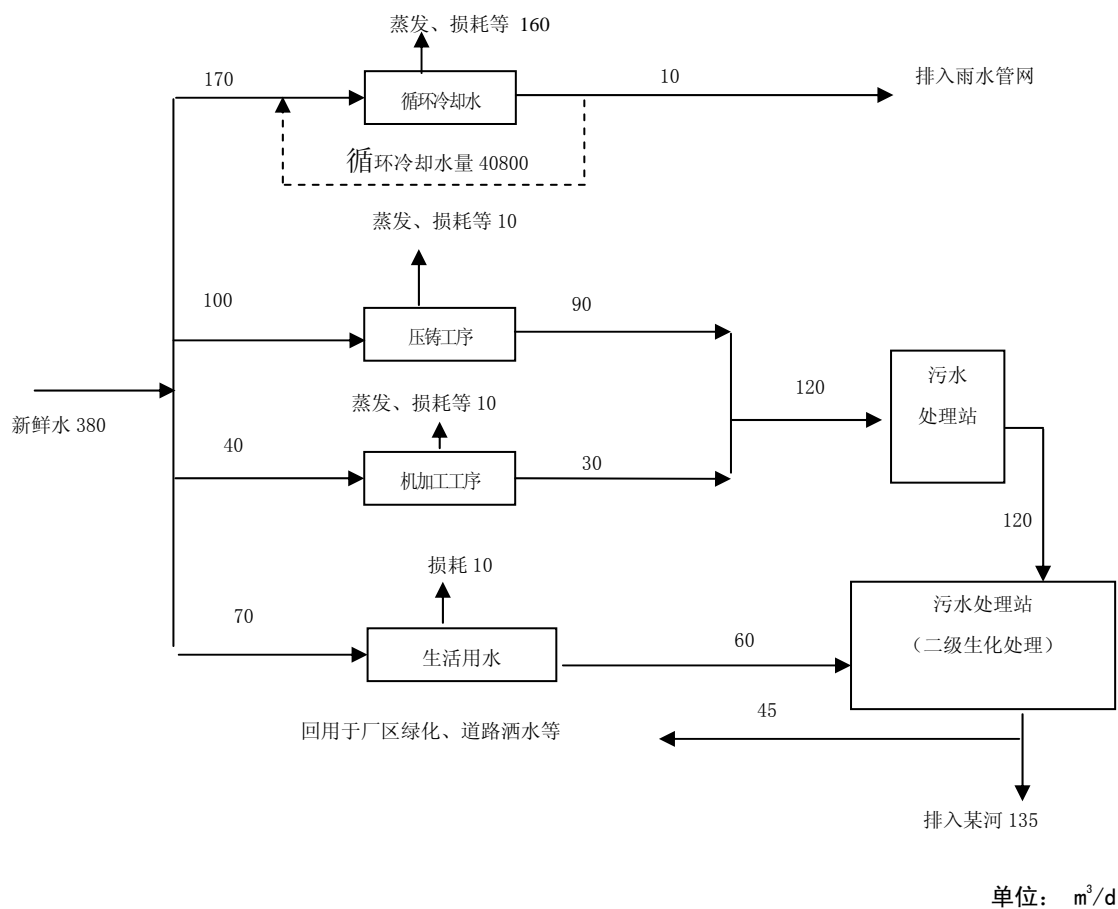 蒸发、损耗等 160
170
10
排入雨水管网
循环冷却水
循环冷却水量 40800
蒸发、损耗等 10
100
90
压铸工序
120
污水
处理站
新鲜水 380
蒸发、损耗等 10
40
30
机加工工序
120
损耗 10
70
60
生活用水
污水处理站
（二级生化处理）
45
回用于厂区绿化、道路洒水等
排入某河 135
单位： m³/d